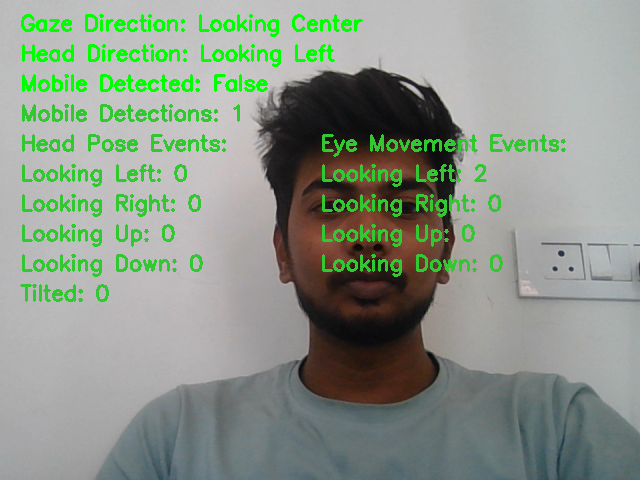 Gaze Direction: Looking Center
Head Direction: Looking Left
Mobile Detected: False
Mobile Detections: 1
Head Pose Events:
Looking Left: 0
Looking Right: 0
Looking Up: 0
Looking Down: 0
Tilted: 0
Eye Movement Events:
Looking Left: 2
Looking Right: 0
Looking Up: 0
Looking Down: 0